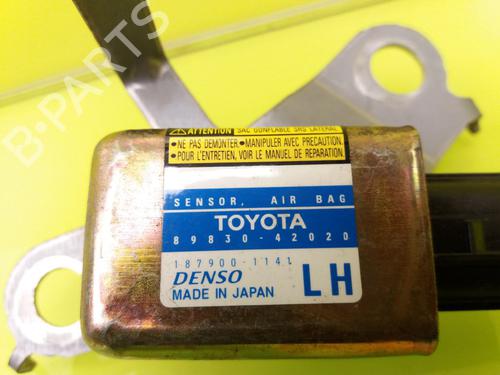 B-PARTS
ATTENTION SAC GONFLABLE SRS LATERAL
•NE PAS DEMONTER.•MANIPULER AVEC PRECAUTION.
•POUR L'ENTRETIEN, VOIR LE MANUEL DE REPARATION.
SENSOR, AIR BAG
TOYOTA
89830-42020
187900-1141
DENSO
MADE IN JAPAN
LH